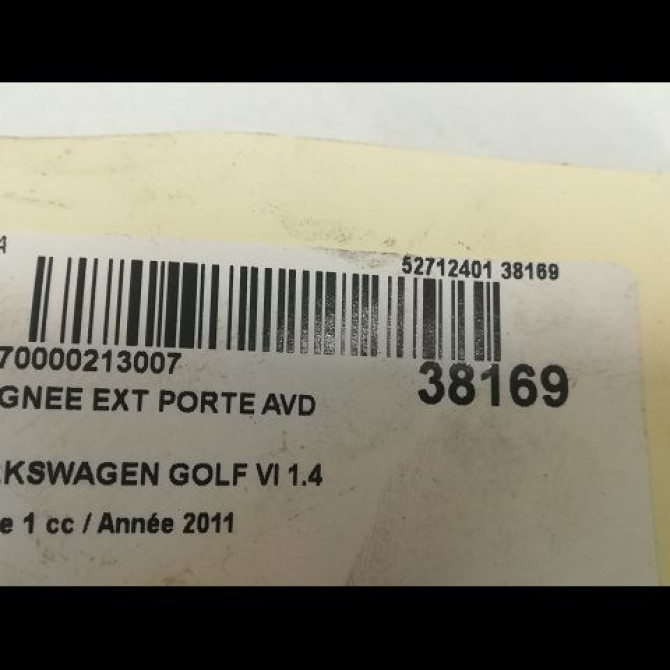 52712401 38169
70000213007
38169
GNEE EXT PORTE AVD
KSWAGEN GOLF VI 1.4
e 1 cc / Année 2011